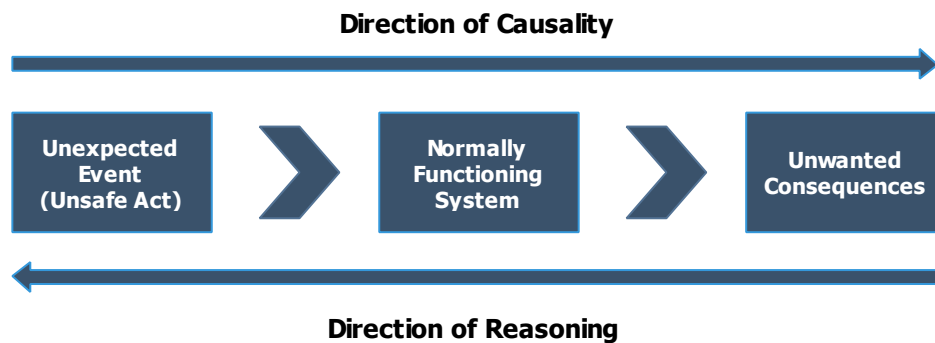 Direction of Causality
Unexpected
Event
(Unsafe Act)
Normally
Functioning
System
Unwanted
Consequences
Direction of Reasoning